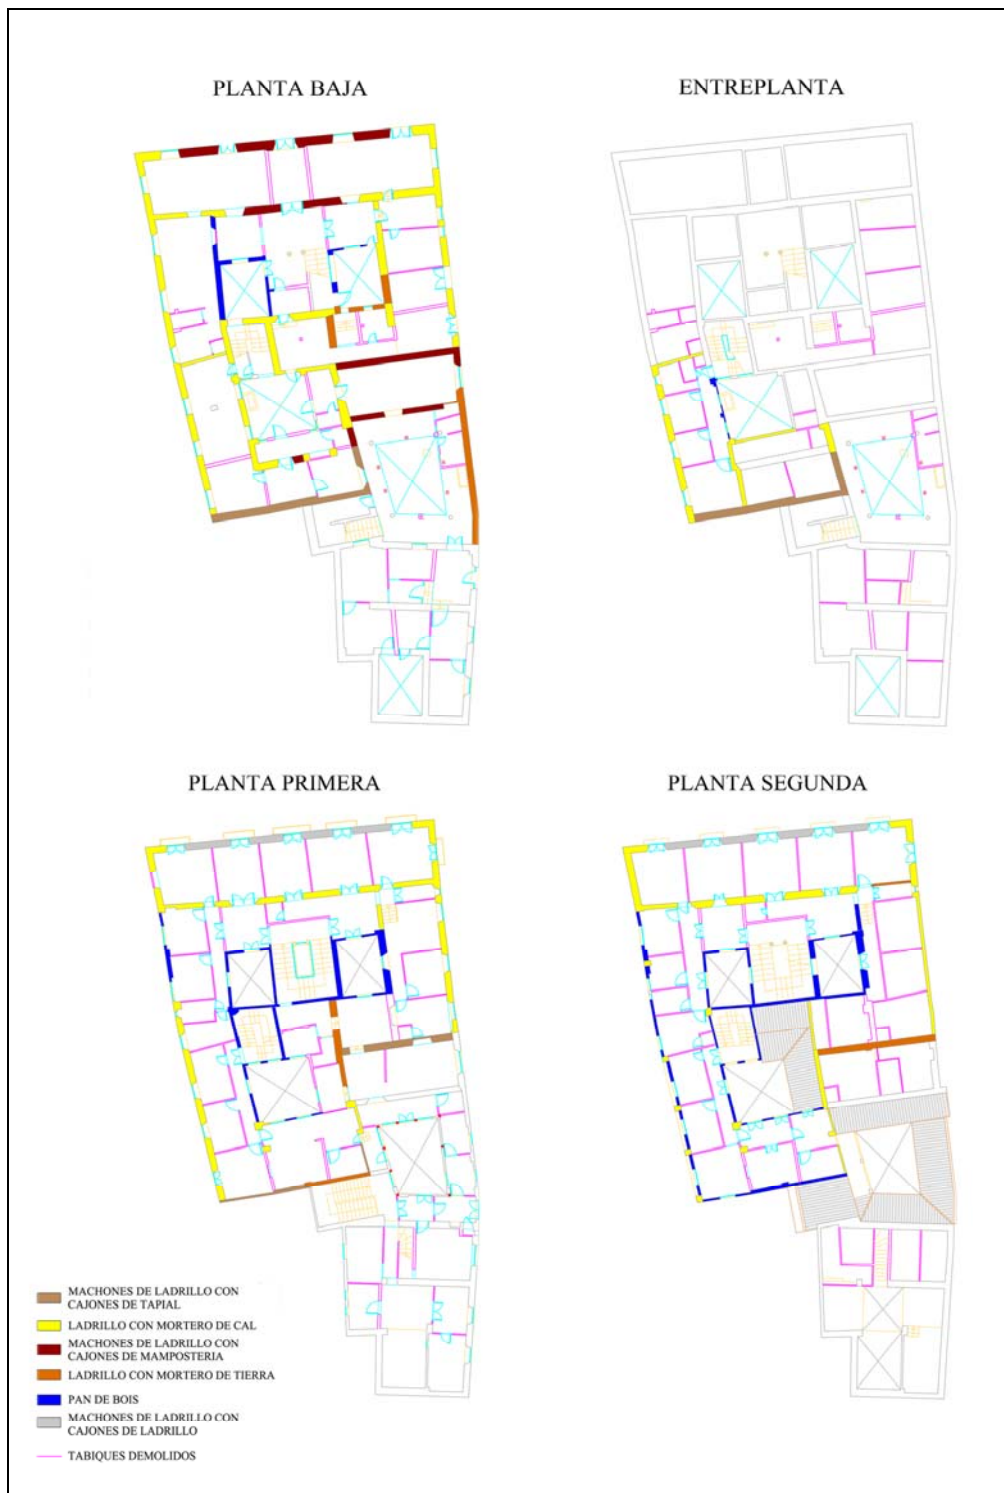 PLANTA BAJA
ENTREPLANTA
PLANTA PRIMERA
PLANTA SEGUNDA
MACHONES DE LADRILLO CON
CAJONES DE TAPIAL
LADRILLO CON MORTERO DE CAL
MACHONES DE LADRILLO CON
CAJONES DE MAMPOSTERIA
LADRILLO CON MORTERO DE TIERRA
PAN DE BOIS
MACHONES DE LADRILLO CON
CAJONES DE LADRILLO
TABIQUES DEMOLIDOS